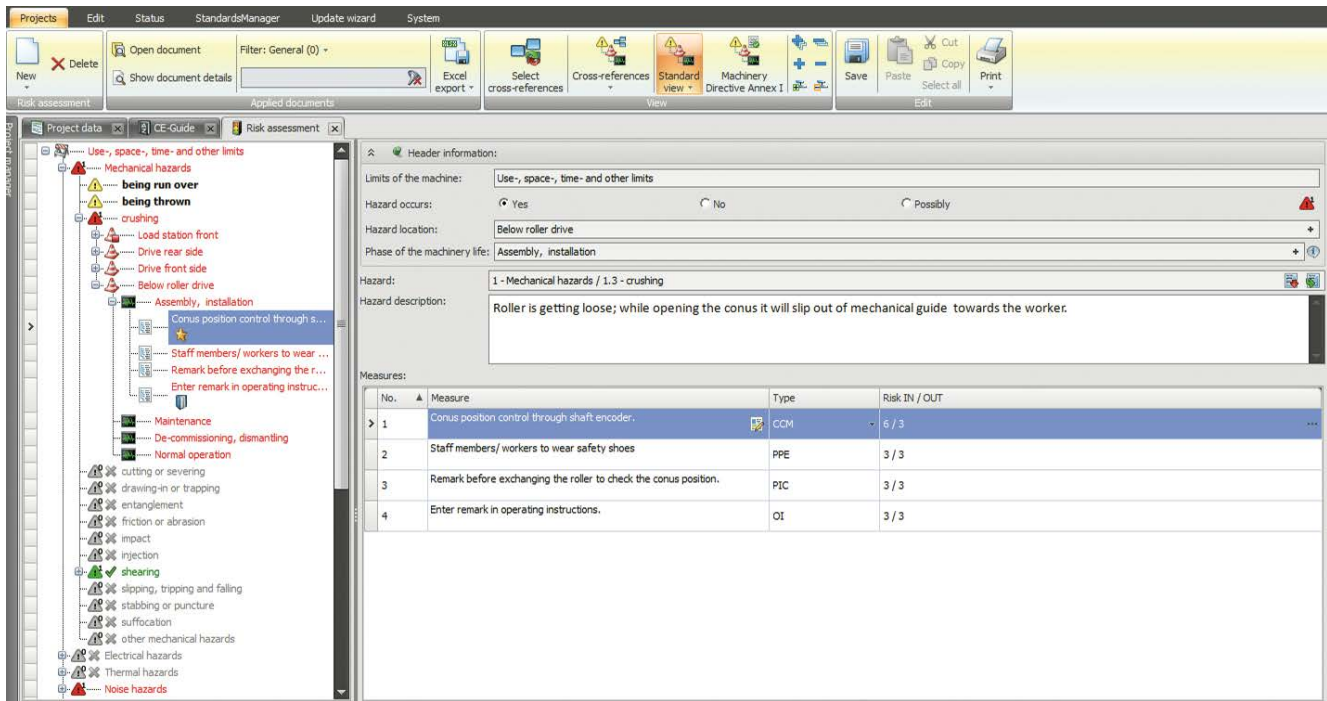 Projects Edit Status StandardsManager Update wizard System
New
Delete
Risk assessment
Open document
Show document details
Filter: General (0)
Excel export
Applied documents
Select cross-references
Cross-references
Standard view
Machinery Directive Annex I
View
Save
Paste
Cut
Copy
Select all
Print
Edit
Project manager
Project data CE-Guide Risk assessment
Use-, space-, time- and other limits
Mechanical hazards
being run over
being thrown
crushing
Load station front
Drive rear side
Drive front side
Below roller drive
Assembly, installation
Conus position control through s...
Staff members/ workers to wear ...
Remark before exchanging the r...
Enter remark in operating instruc...
Maintenance
De-commissioning, dismantling
Normal operation
cutting or severing
drawing-in or trapping
entanglement
friction or abrasion
impact
injection
shearing
slipping, tripping and falling
stabbing or puncture
suffocation
other mechanical hazards
Electrical hazards
Thermal hazards
Noise hazards
Header information:
Limits of the machine: Use-, space-, time- and other limits
Hazard occurs: Yes No Possibly
Hazard location: Below roller drive
Phase of the machinery life: Assembly, installation
Hazard: 1 - Mechanical hazards / 1.3 - crushing
Hazard description: Roller is getting loose; while opening the conus it will slip out of mechanical guide towards the worker.
Measures:
No. Measure Type Risk IN / OUT
1 Conus position control through shaft encoder. CCM 6 / 3 ...
2 Staff members/ workers to wear safety shoes PPE 3 / 3
3 Remark before exchanging the roller to check the conus position. PIC 3 / 3
4 Enter remark in operating instructions. OI 3 / 3